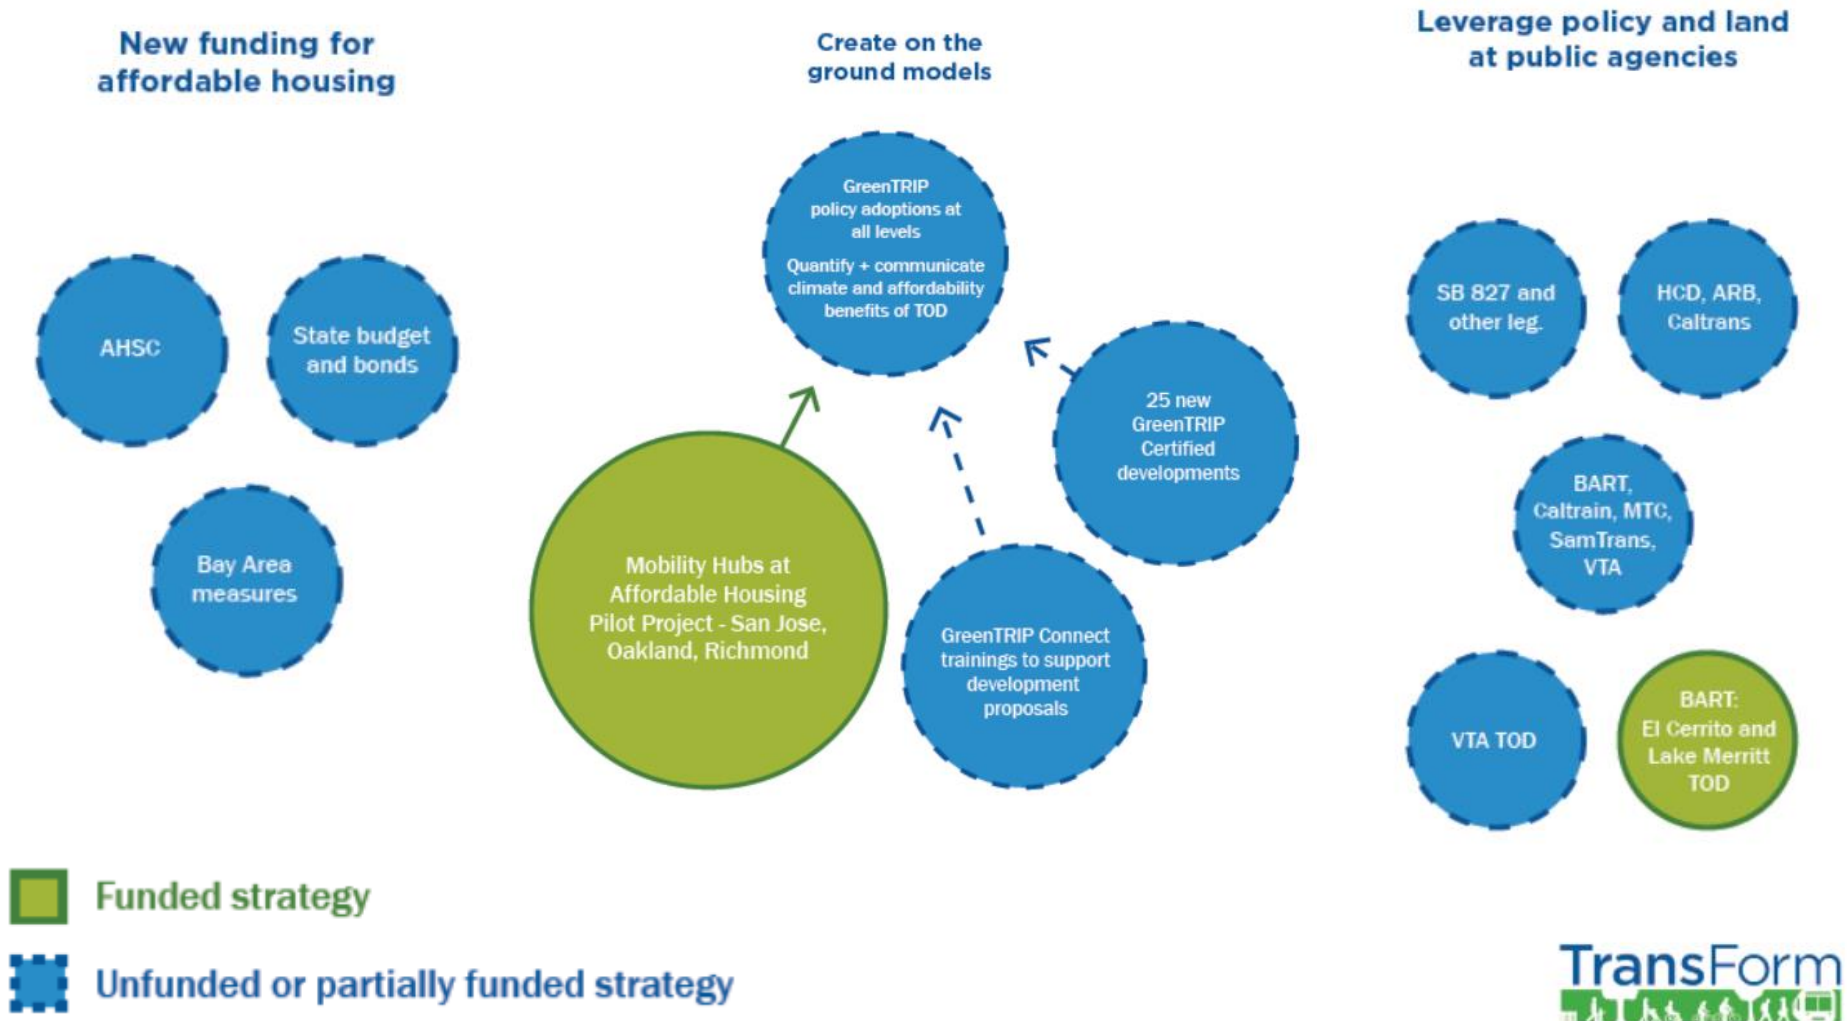 New funding for
affordable housing
AHSC
State budget
and bonds
Bay Area
measures
Create on the
ground models
GreenTRIP
policy adoptions at
all levels
Quantify + communicate
climate and affordability
benefits of TOD
25 new
GreenTRIP
Certified
developments
Mobility Hubs at
Affordable Housing
Pilot Project - San Jose,
Oakland, Richmond
GreenTRIP Connect
trainings to support
development
proposals
Leverage policy and land
at public agencies
SB 827 and
other leg.
HCD, ARB,
Caltrans
BART,
Caltrain, MTC,
SamTrans,
VTA
VTA TOD
BART:
El Cerrito and
Lake Merritt
TOD
Funded strategy
Unfunded or partially funded strategy
TransForm